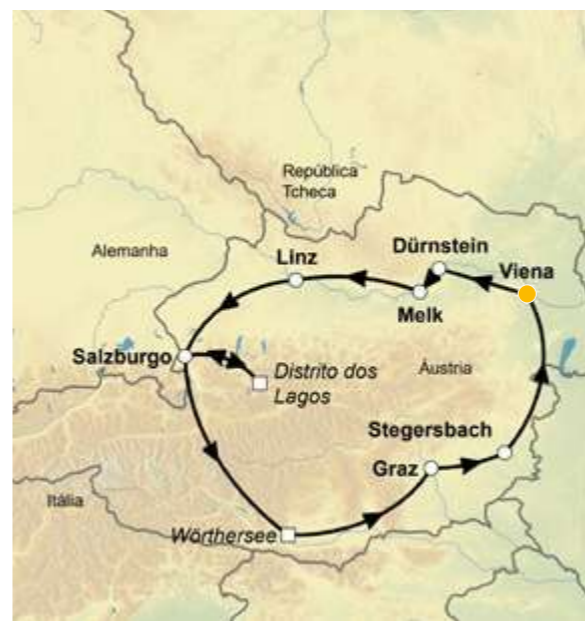 República
Tcheca
Alemanha
Linz
Dürnstein
Viena
Melk
Salzburgo
Distrito dos
Lagos
Áustria
Stegersbach
Graz
Itália
Wörthersee